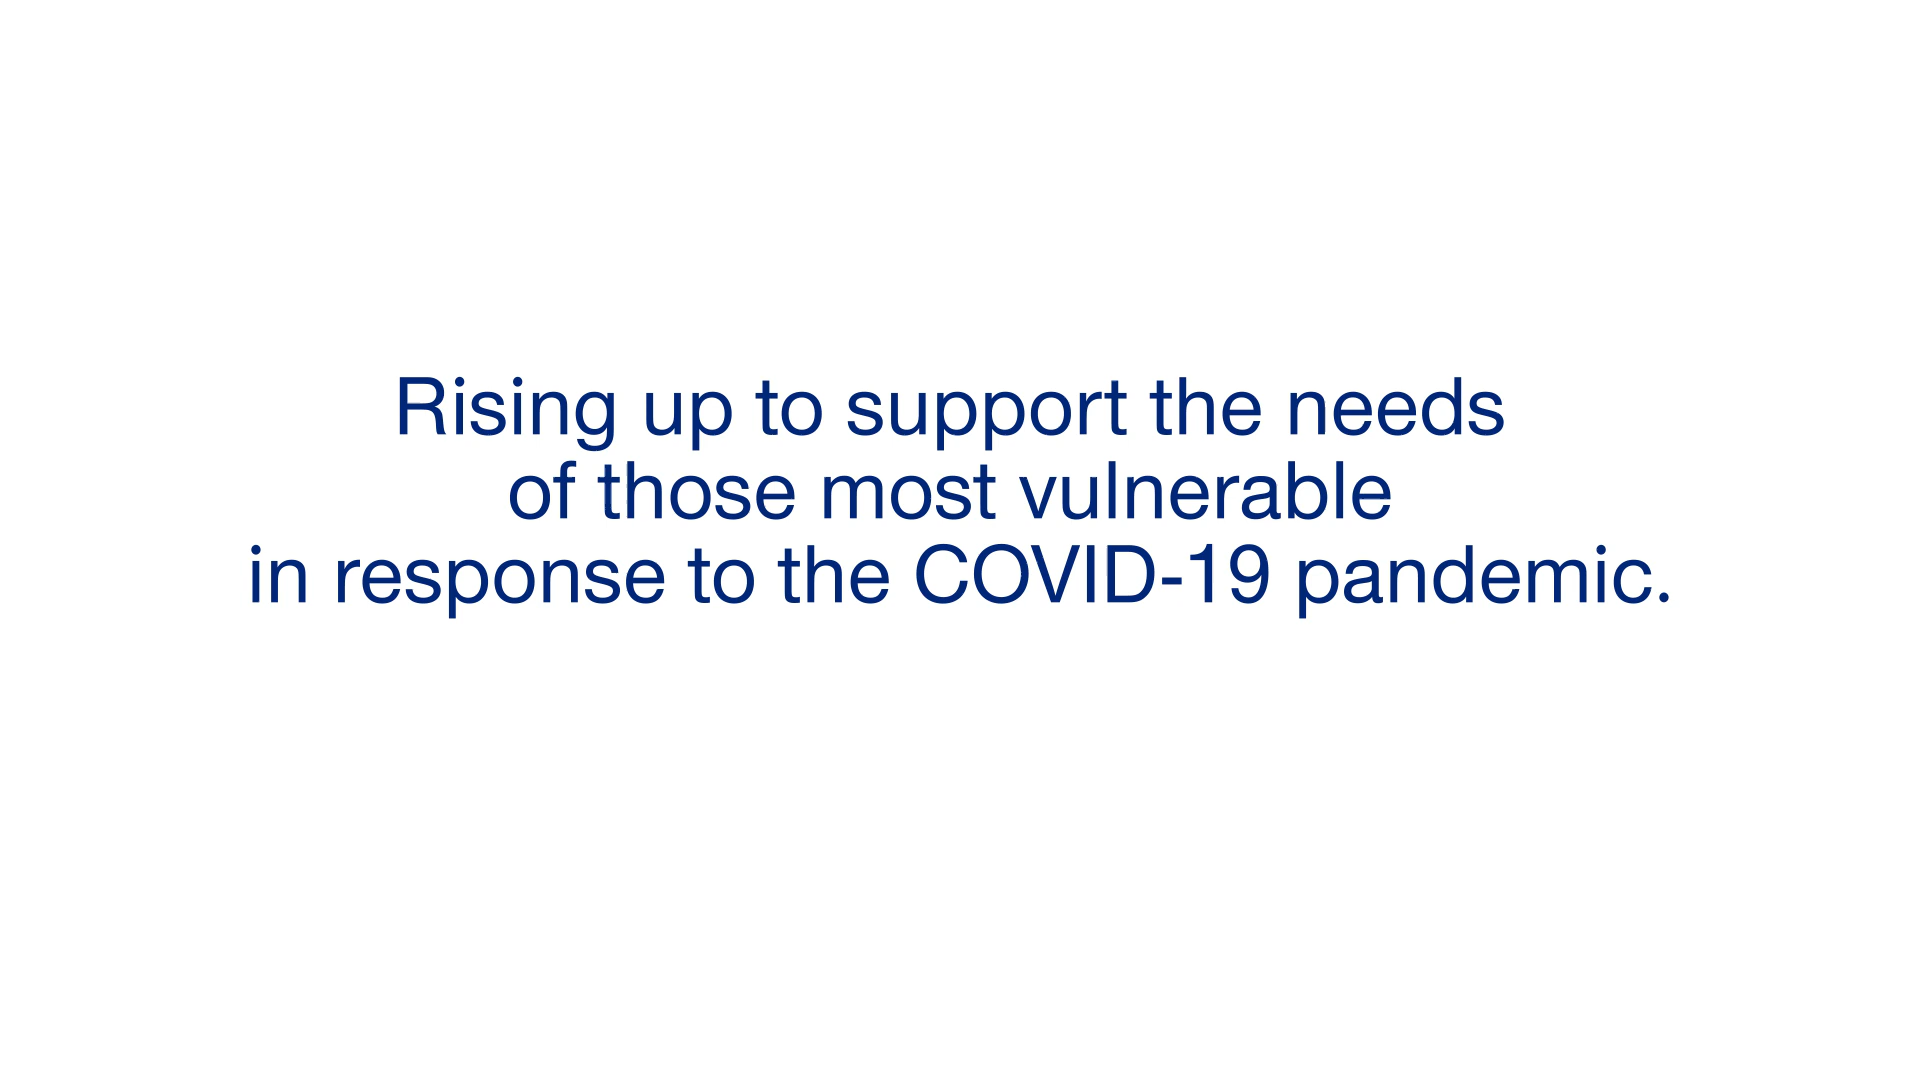 Rising up to support the needs
of those most vulnerable
in response to the COVID-19 pandemic.